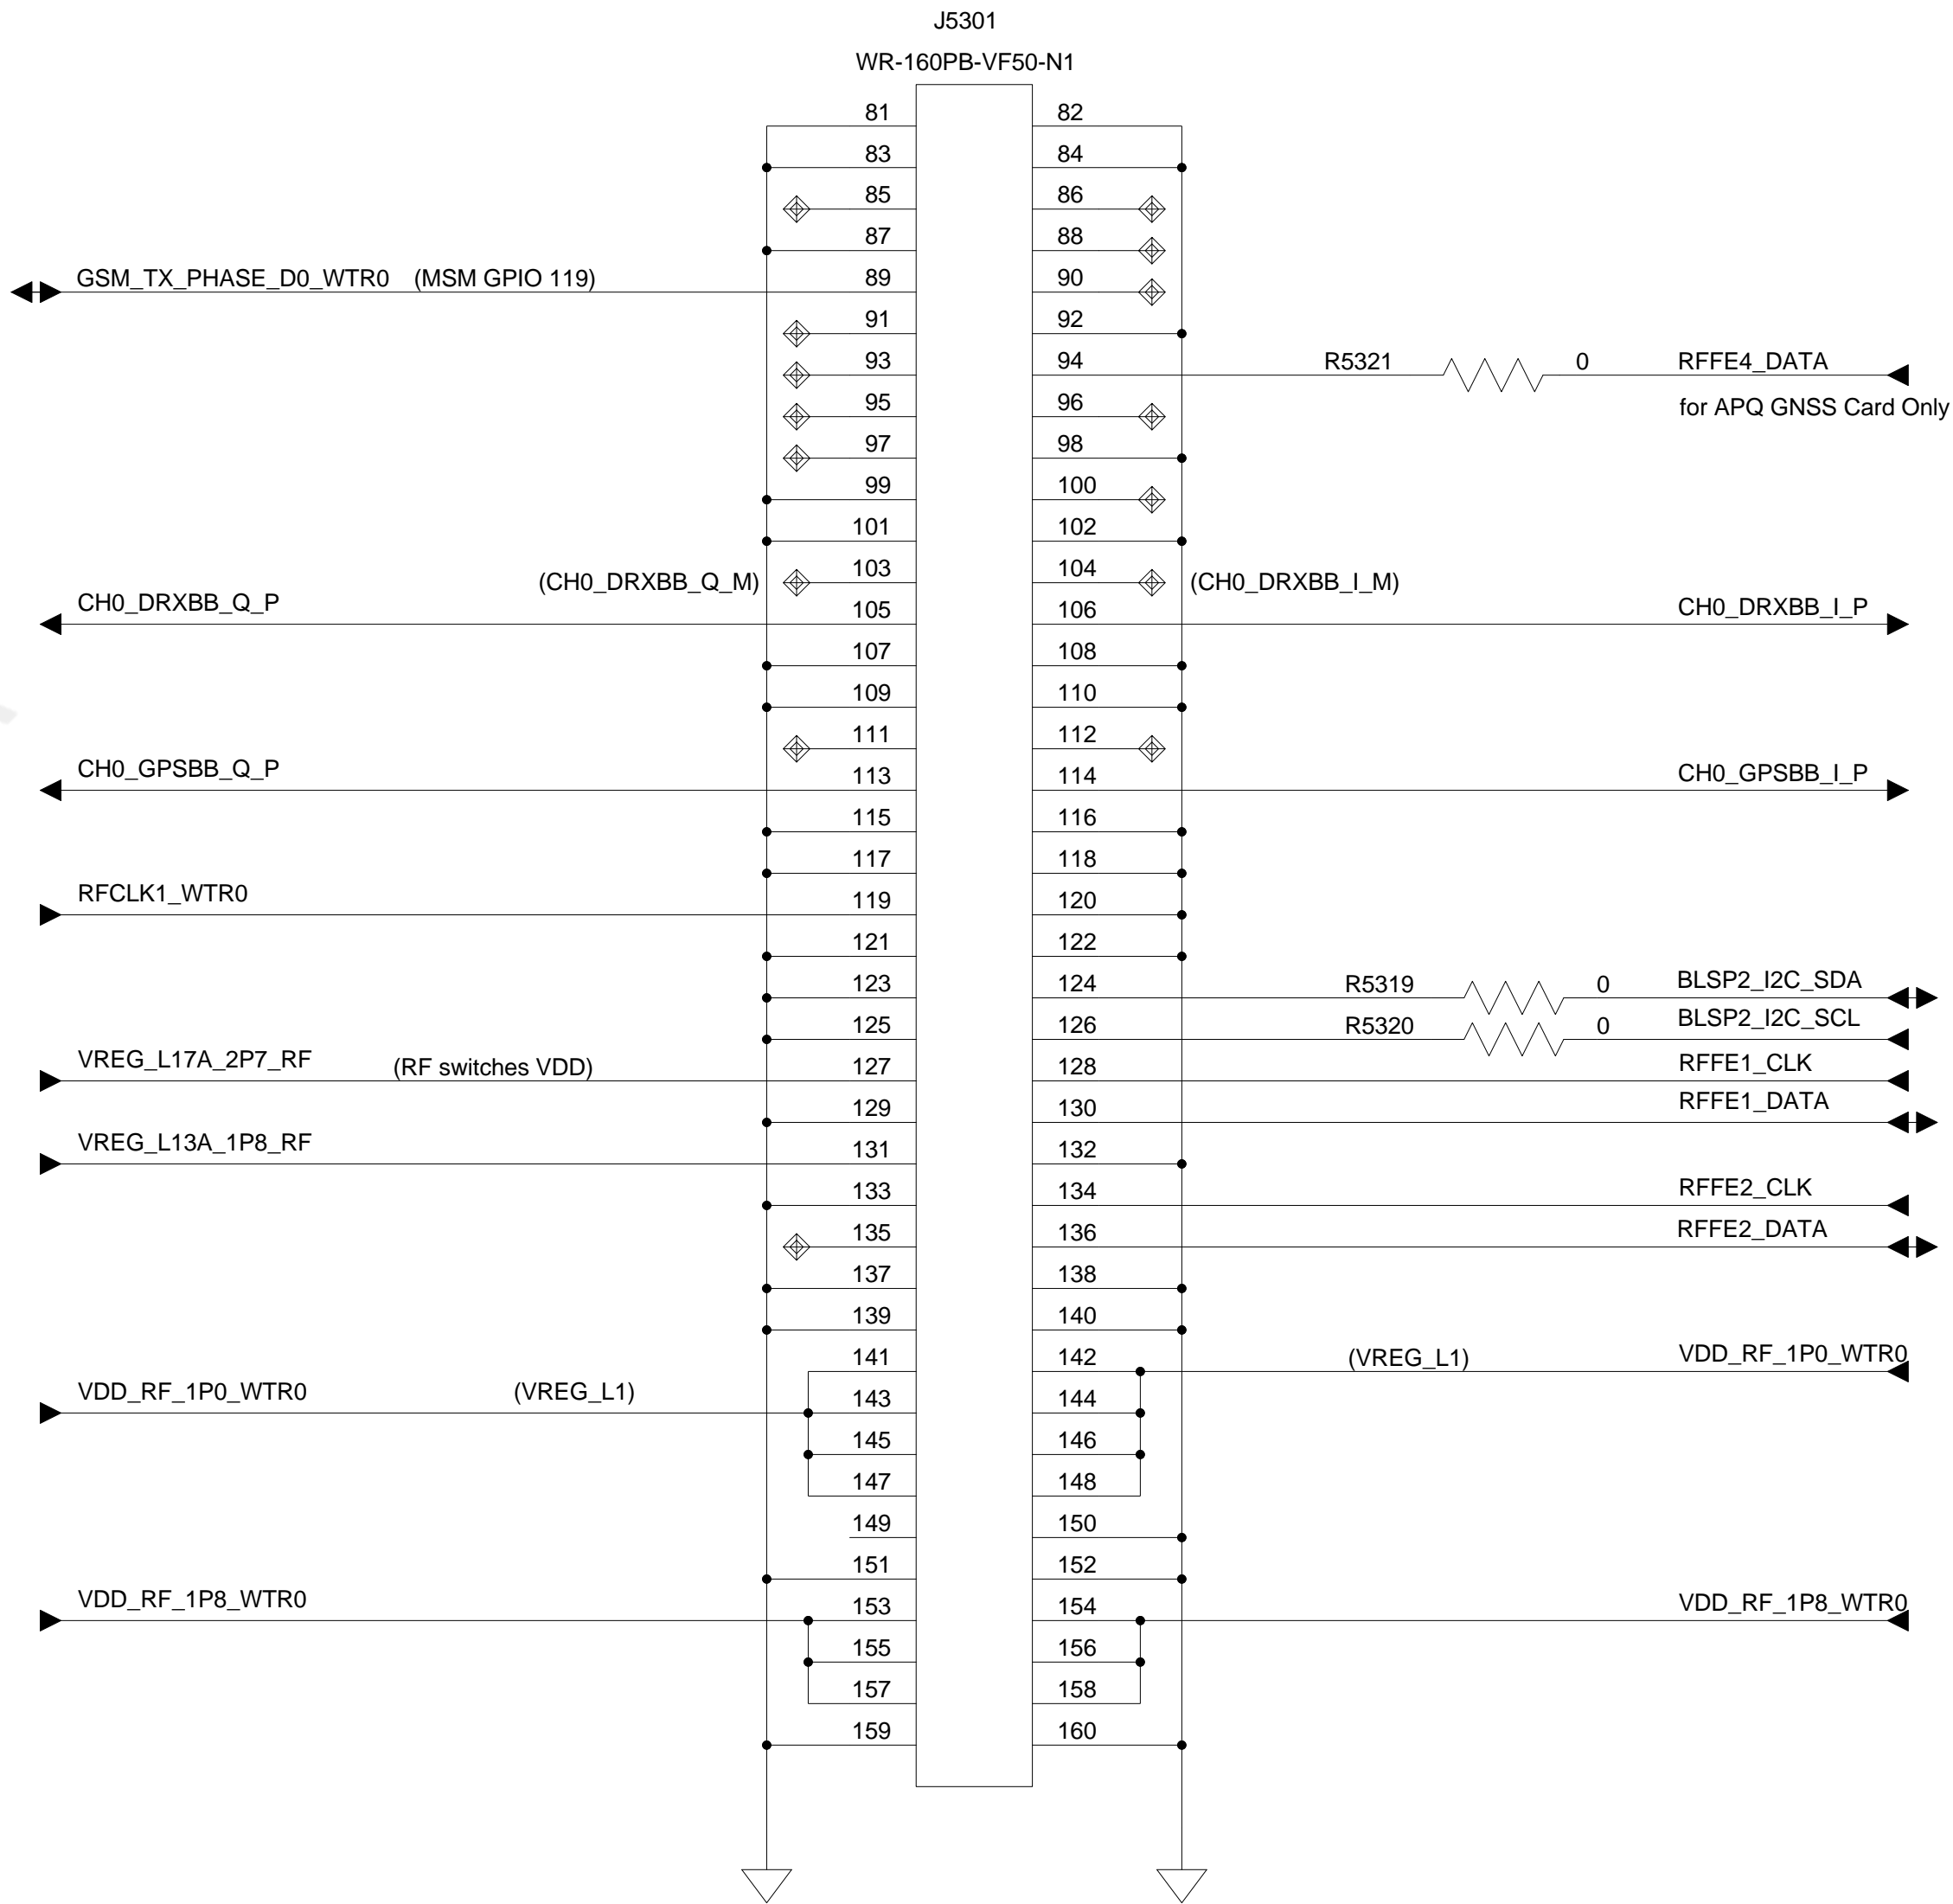 J5301
WR-160PB-VF50-N1
81 82
83 84
85 86
87 88
GSM_TX_PHASE_D0_WTR0 (MSM GPIO 119) 89 90
91 92
93 94 R5321 0 RFFE4_DATA
95 96 for APQ GNSS Card Only
97 98
99 100
101 102
(CH0_DRXBB_Q_M) 103 104 (CH0_DRXBB_I_M)
CH0_DRXBB_Q_P 105 106 CH0_DRXBB_I_P
107 108
109 110
111 112
CH0_GPSBB_Q_P 113 114 CH0_GPSBB_I_P
115 116
117 118
RFCLK1_WTR0 119 120
121 122
123 124 R5319 0 BLSP2_I2C_SDA
125 126 R5320 0 BLSP2_I2C_SCL
VREG_L17A_2P7_RF (RF switches VDD) 127 128 RFFE1_CLK
129 130 RFFE1_DATA
VREG_L13A_1P8_RF 131 132
133 134 RFFE2_CLK
135 136 RFFE2_DATA
137 138
139 140
141 142 (VREG_L1) VDD_RF_1P0_WTR0
VDD_RF_1P0_WTR0 (VREG_L1) 143 144
145 146
147 148
149 150
151 152
VDD_RF_1P8_WTR0 153 154 VDD_RF_1P8_WTR0
155 156
157 158
159 160